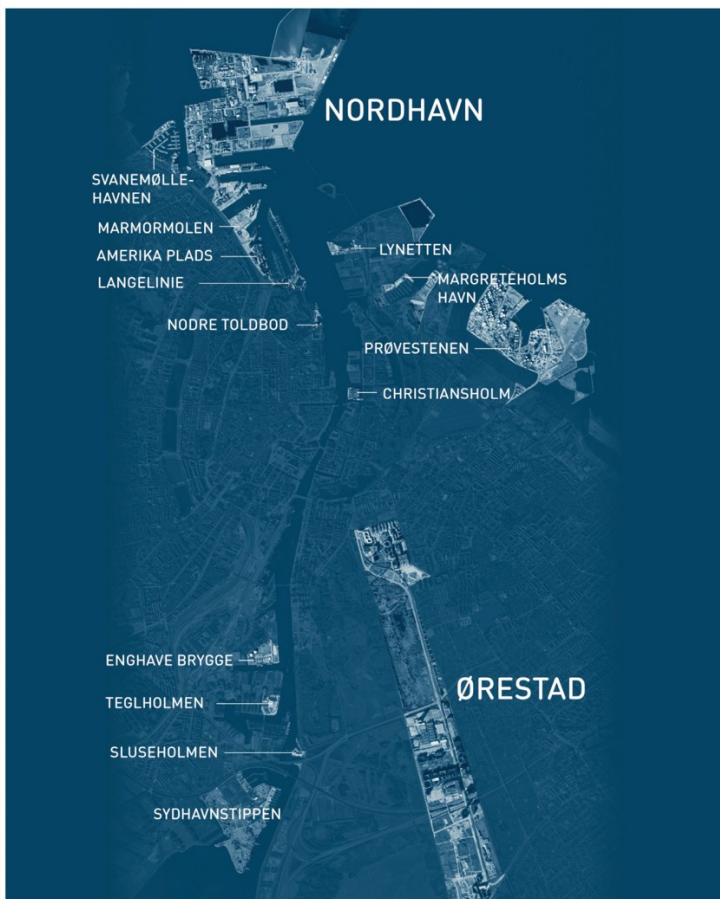 NORDHAVN
SVANEMØLLE-
HAVNEN
MARMORMOLEN
AMERIKA PLADS
LANGELINIE
NODRE TOLDBOD
LYNETTEN
MARGRETEHOLMS
HAVN
PRØVESTENEN
CHRISTIANSHOLM
ENGHAVE BRYGGE
TEGLHOLMEN
SLUSEHOLMEN
SYDHAVNSTIPPEN
ØRESTAD